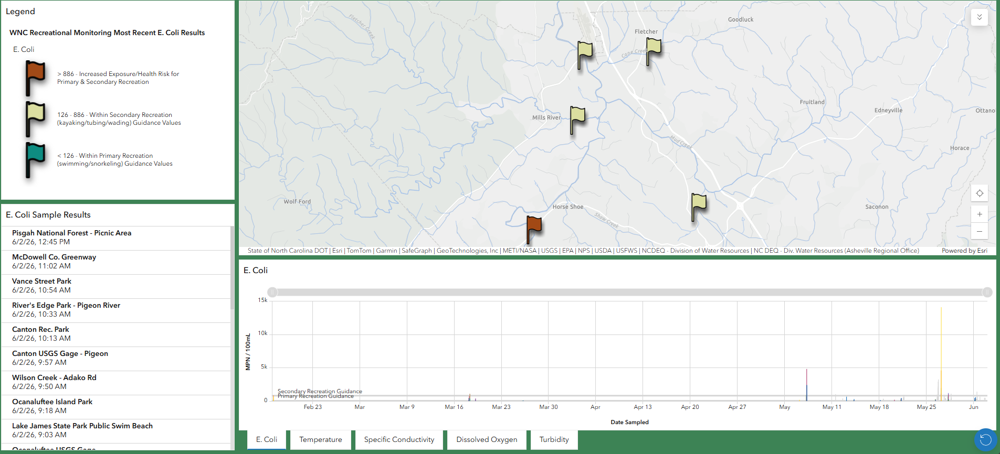 Legend
WNC Recreational Monitoring Most Recent E. Coli Results
E. Coli
> 886 - Increased Exposure/Health Risk for
Primary & Secondary Recreation
126 - 886 - Within Secondary Recreation
(kayaking/tubing/wading) Guidance Values
< 126 - Within Primary Recreation
(swimming/snorkeling) Guidance Values
E. Coli Sample Results
Pisgah National Forest - Picnic Area
6/2/26, 12:45 PM
McDowell Co. Greenway
6/2/26, 11:02 AM
Vance Street Park
6/2/26, 10:54 AM
River's Edge Park - Pigeon River
6/2/26, 10:33 AM
Canton Rec. Park
6/2/26, 10:13 AM
Canton USGS Gage - Pigeon
6/2/26, 9:57 AM
Wilson Creek - Adako Rd
6/2/26, 9:50 AM
Ocanaluftee Island Park
6/2/26, 9:18 AM
Lake James State Park Public Swim Beach
6/2/26, 9:03 AM
Ocanaluftee USGS Gage
Fletcher Creek
Goodluck
Fletcher
Cane Creek
Fruitland
Edneyville
Ottano
Mills River
Mud Creek
Horace
Wolf Ford
Horse Shoe
Shaw Creek
Saconon
State of North Carolina DOT | Esri | TomTom | Garmin | SafeGraph | GeoTechnologies, Inc | METI/NASA | USGS | EPA | NPS | USDA | USFWS | NCDEQ - Division of Water Resources | NC DEQ - Div. Water Resources (Asheville Regional Office)
Powered by Esri
E. Coli
15k
10k
5k
0
MPN / 100mL
Secondary Recreation Guidance
Primary Recreation Guidance
Feb 23 Mar Mar 9 Mar 16 Mar 23 Mar 30 Apr Apr 13 Apr 20 Apr 27 May May 11 May 18 May 25 Jun
Date Sampled
E. Coli Temperature Specific Conductivity Dissolved Oxygen Turbidity